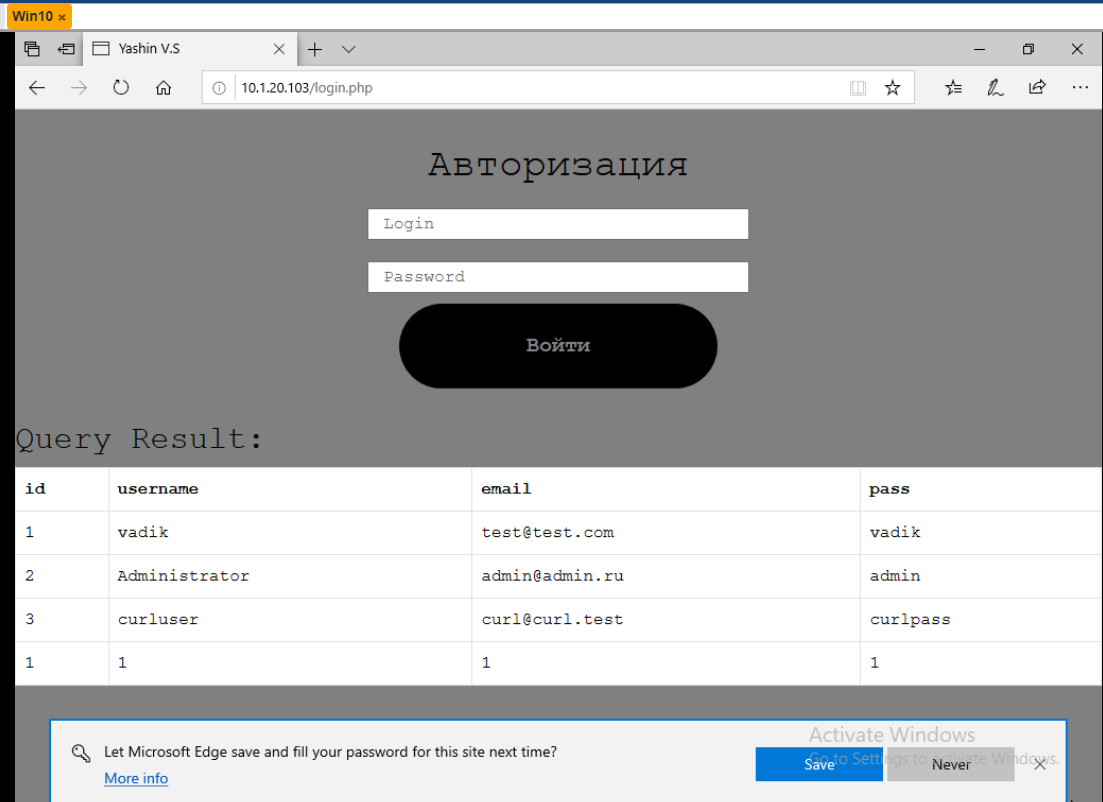 Win10 ×
Yashin V.S
10.1.20.103/login.php
Авторизация
Login
Password
Войти
Query Result:
id username email pass
1 vadik test@test.com vadik
2 Administrator admin@admin.ru admin
3 curluser curl@curl.test curlpass
1 1 1 1
Let Microsoft Edge save and fill your password for this site next time?
More info
Save
Never
Activate Windows
Go to Settings to activate Windows.